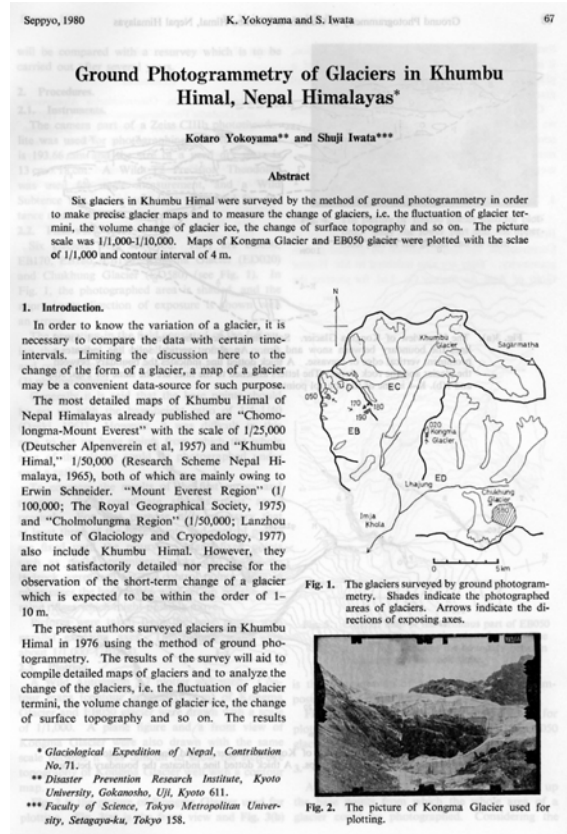 Seppyo, 1980
K. Yokoyama and S. Iwata
67
Ground Photogrammetry of Glaciers in Khumbu
Himal, Nepal Himalayas*
Kotaro Yokoyama** and Shuji Iwata***
Abstract
Six glaciers in Khumbu Himal were surveyed by the method of ground photogrammetry in order
to make precise glacier maps and to measure the change of glaciers, i.e. the fluctuation of glacier ter-
mini, the volume change of glacier ice, the change of surface topography and so on. The picture
scale was 1/1,000-1/10,000. Maps of Kongma Glacier and EB050 glacier were plotted with the sclae
of 1/1,000 and contour interval of 4 m.
1. Introduction.
In order to know the variation of a glacier, it is
necessary to compare the data with certain time-
intervals. Limiting the discussion here to the
change of the form of a glacier, a map of a glacier
may be a convenient data-source for such purpose.
The most detailed maps of Khumbu Himal of
Nepal Himalayas already published are “Chomo-
longma-Mount Everest” with the scale of 1/25,000
(Deutscher Alpenverein et al, 1957) and “Khumbu
Himal,” 1/50,000 (Research Scheme Nepal Hi-
malaya, 1965), both of which are mainly owing to
Erwin Schneider. “Mount Everest Region” (1/
100,000; The Royal Geographical Society, 1975)
and “Cholmolungma Region” (1/50,000; Lanzhou
Institute of Glaciology and Cryopedology, 1977)
also include Khumbu Himal. However, they
are not satisfactorily detailed nor precise for the
observation of the short-term change of a glacier
which is expected to be within the order of 1–
10 m.
The present authors surveyed glaciers in Khumbu
Himal in 1976 using the method of ground pho-
togrammetry. The results of the survey will aid to
compile detailed maps of glaciers and to analyze the
change of the glaciers, i.e. the fluctuation of glacier
termini, the volume change of glacier ice, the change
of surface topography and so on. The results
* Glaciological Expedition of Nepal, Contribution
No. 71.
** Disaster Prevention Research Institute, Kyoto
University, Gokanosho, Uji, Kyoto 611.
*** Faculty of Science, Tokyo Metropolitan Univer-
sity, Setagaya-ku, Tokyo 158.
N
Khumbu
Glacier
Sagarmatha
EC
050
170
180
190
EB
020
Kongma
Glacier
ED
Lhajung
Chukhung
Glacier
Imja
Khola
0
5km
Fig. 1. The glaciers surveyed by ground photogram-
metry. Shades indicate the photographed
areas of glaciers. Arrows indicate the di-
rections of exposing axes.
Fig. 2. The picture of Kongma Glacier used for
plotting.